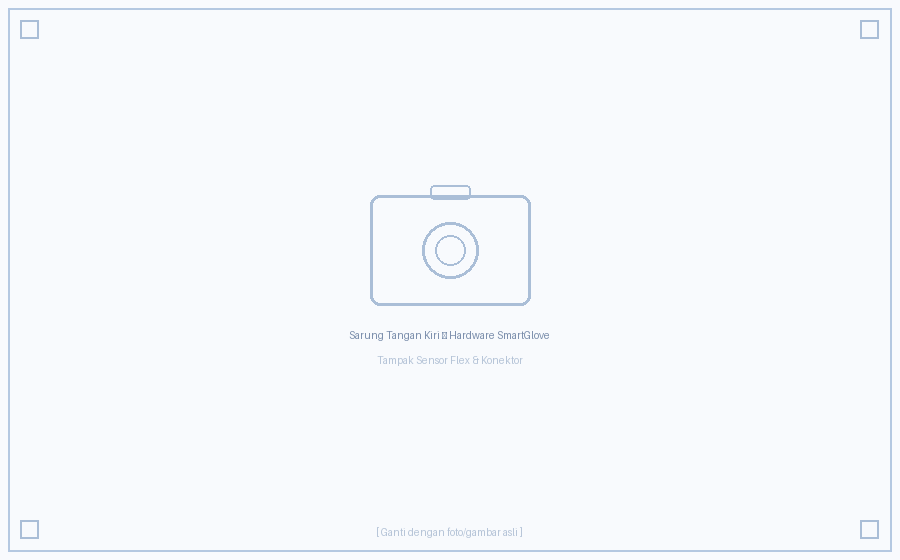 Sarung Tangan Kiri ▯ Hardware SmartGlove
Tampak Sensor Flex & Konektor
[ Ganti dengan foto/gambar asli ]